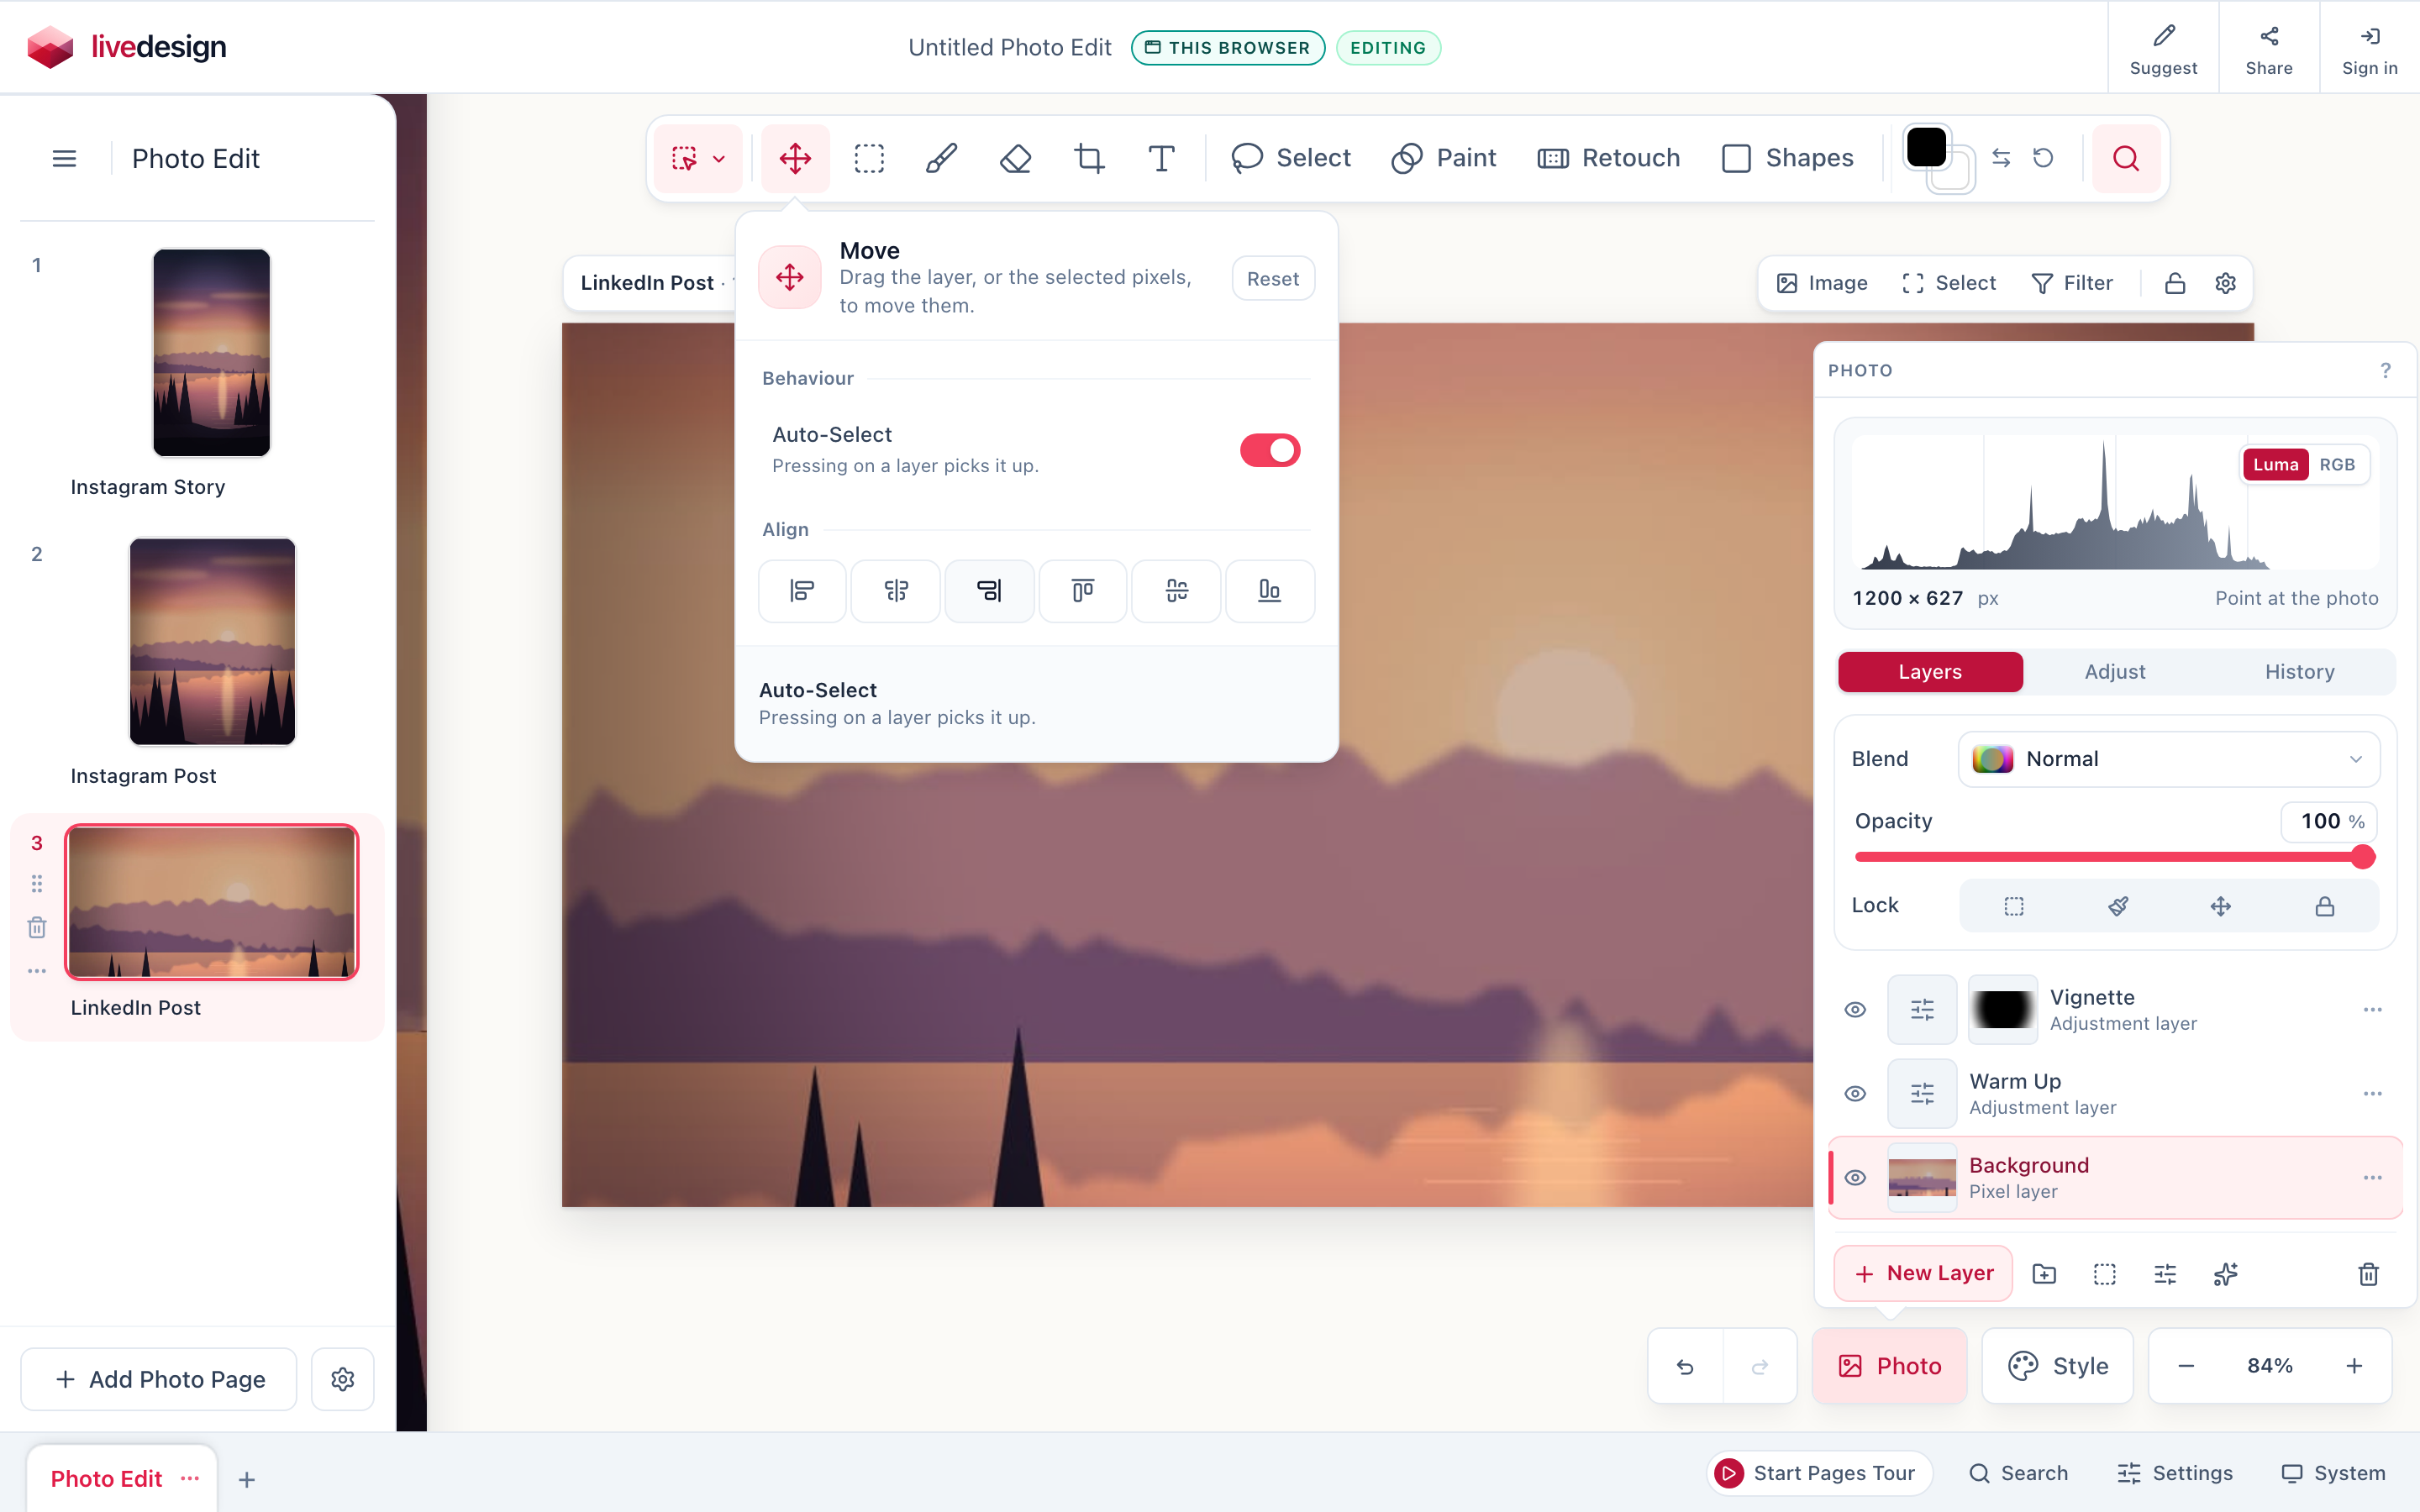 livedesign
Untitled Photo Edit
THIS BROWSER
EDITING
Suggest
Share
Sign in
Photo Edit
1
Instagram Story
2
Instagram Post
3
LinkedIn Post
Add Photo Page
Select
Paint
Retouch
Shapes
LinkedIn Post ·
Image
Select
Filter
Move
Drag the layer, or the selected pixels,
to move them.
Reset
Behaviour
Auto-Select
Pressing on a layer picks it up.
Align
Auto-Select
Pressing on a layer picks it up.
PHOTO
?
Luma
RGB
1200 × 627 px
Point at the photo
Layers
Adjust
History
Blend
Normal
Opacity
100 %
Lock
Vignette
Adjustment layer
Warm Up
Adjustment layer
Background
Pixel layer
New Layer
Photo
Style
84%
Photo Edit
Start Pages Tour
Search
Settings
System